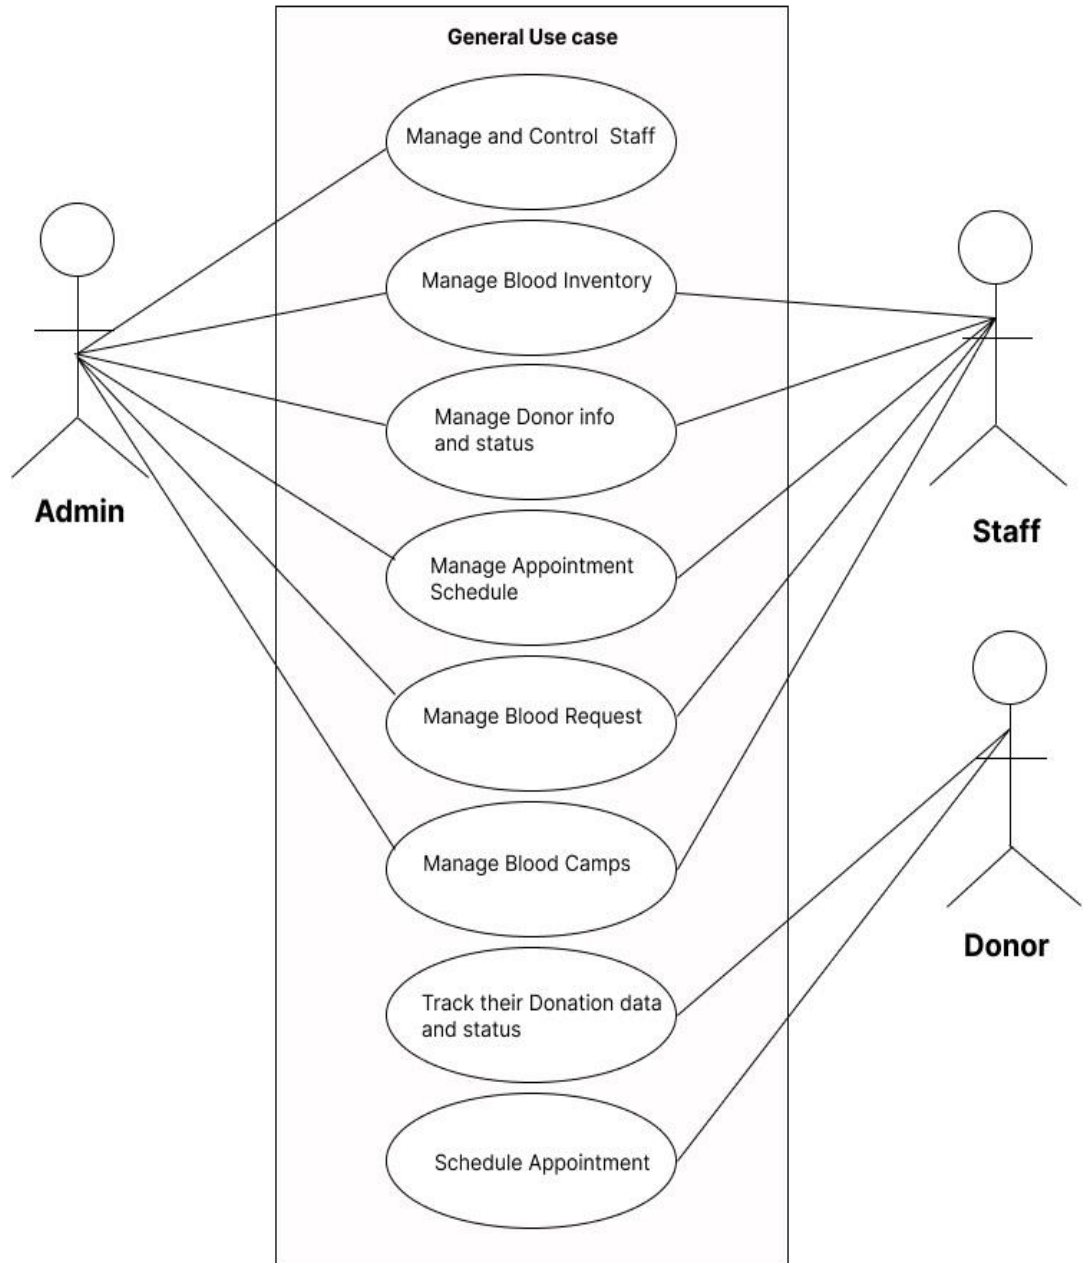 General Use case
Manage and Control  Staff
Manage Blood Inventory
Manage Donor info
and status
Admin
Staff
Manage Appointment
Schedule
Manage Blood Request
Manage Blood Camps
Donor
Track their Donation data
and status
Schedule Appointment